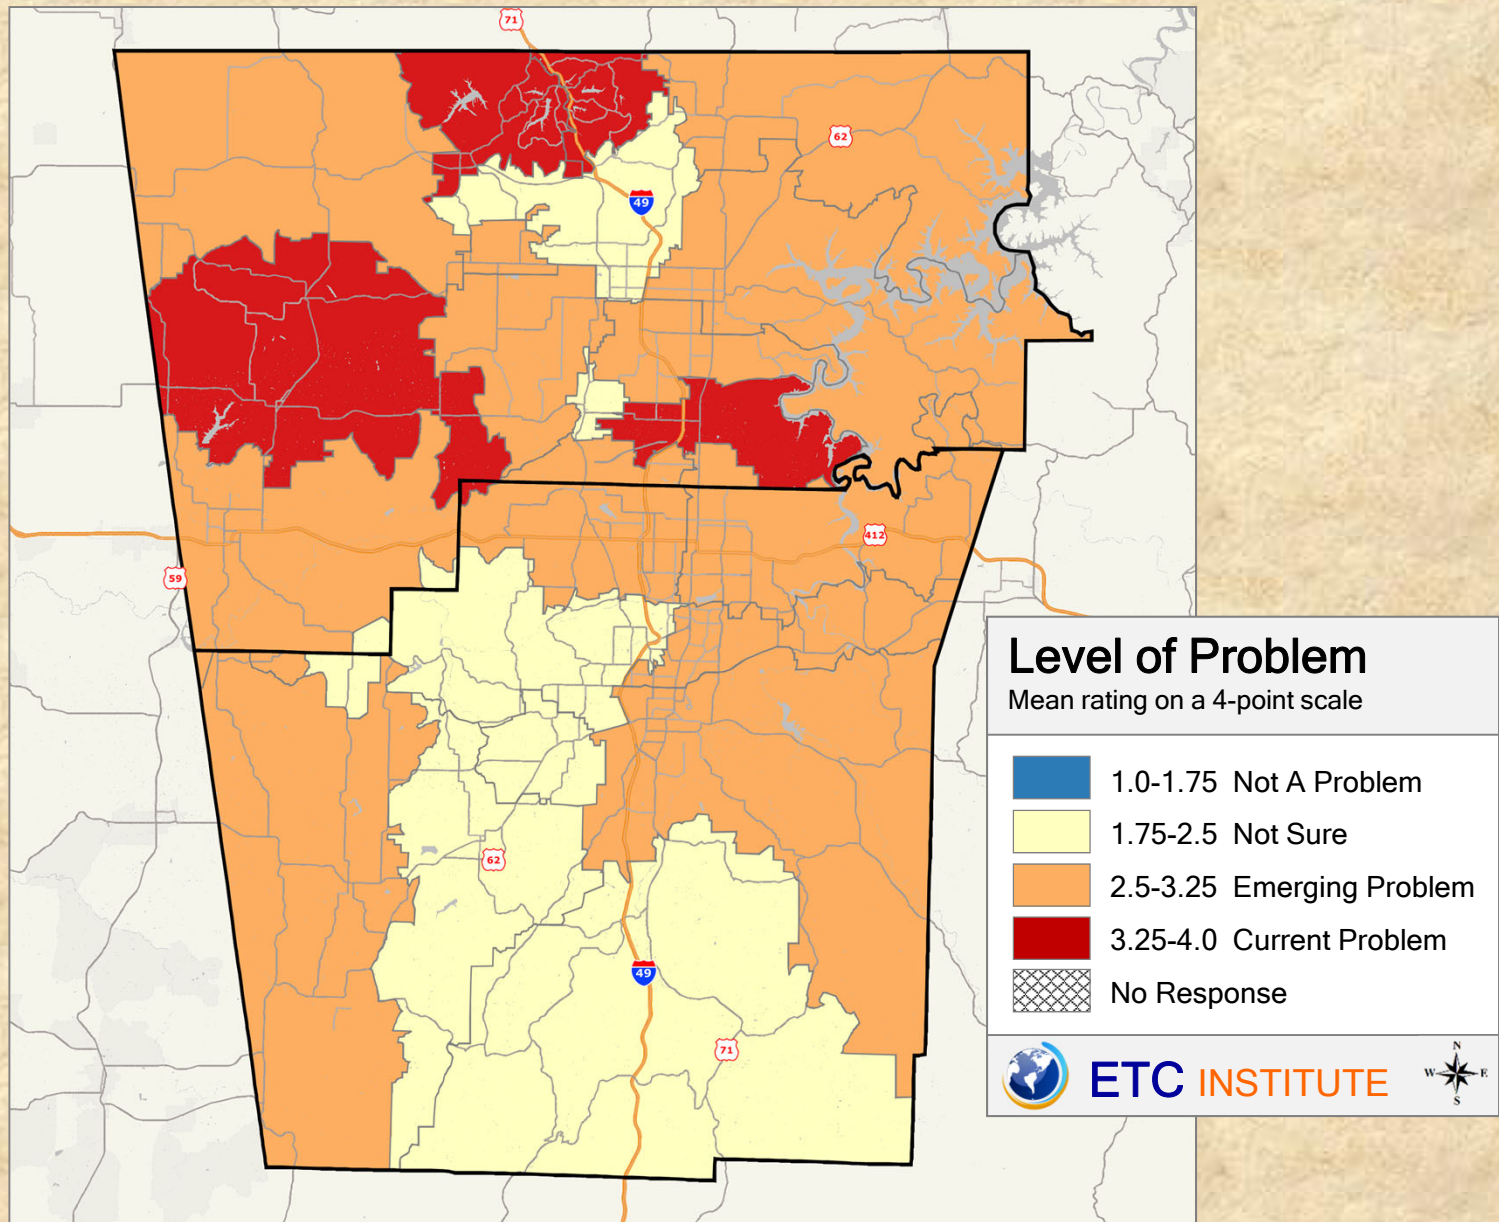 71
62
49
412
59
62
49
71
Level of Problem
Mean rating on a 4-point scale
1.0-1.75 Not A Problem
1.75-2.5 Not Sure
2.5-3.25 Emerging Problem
3.25-4.0 Current Problem
No Response
ETC INSTITUTE
N
W E
S